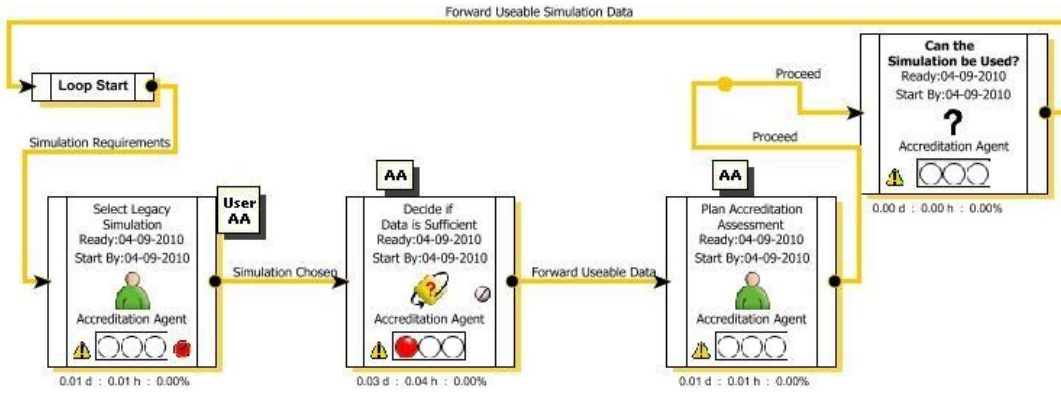 Forward Useable Simulation Data
Loop Start
Proceed
Can the
Simulation be Used?
Ready:04-09-2010
Start By:04-09-2010
?
Accreditation Agent
0.00 d : 0.00 h : 0.00%
Simulation Requirements
Proceed
User
AA
Select Legacy
Simulation
Ready:04-09-2010
Start By:04-09-2010
Accreditation Agent
0.01 d : 0.01 h : 0.00%
Simulation Chosen
AA
Decide if
Data is Sufficient
Ready:04-09-2010
Start By:04-09-2010
?
Accreditation Agent
0.03 d : 0.04 h : 0.00%
Forward Useable Data
AA
Plan Accreditation
Assessment
Ready:04-09-2010
Start By:04-09-2010
Accreditation Agent
0.01 d : 0.01 h : 0.00%